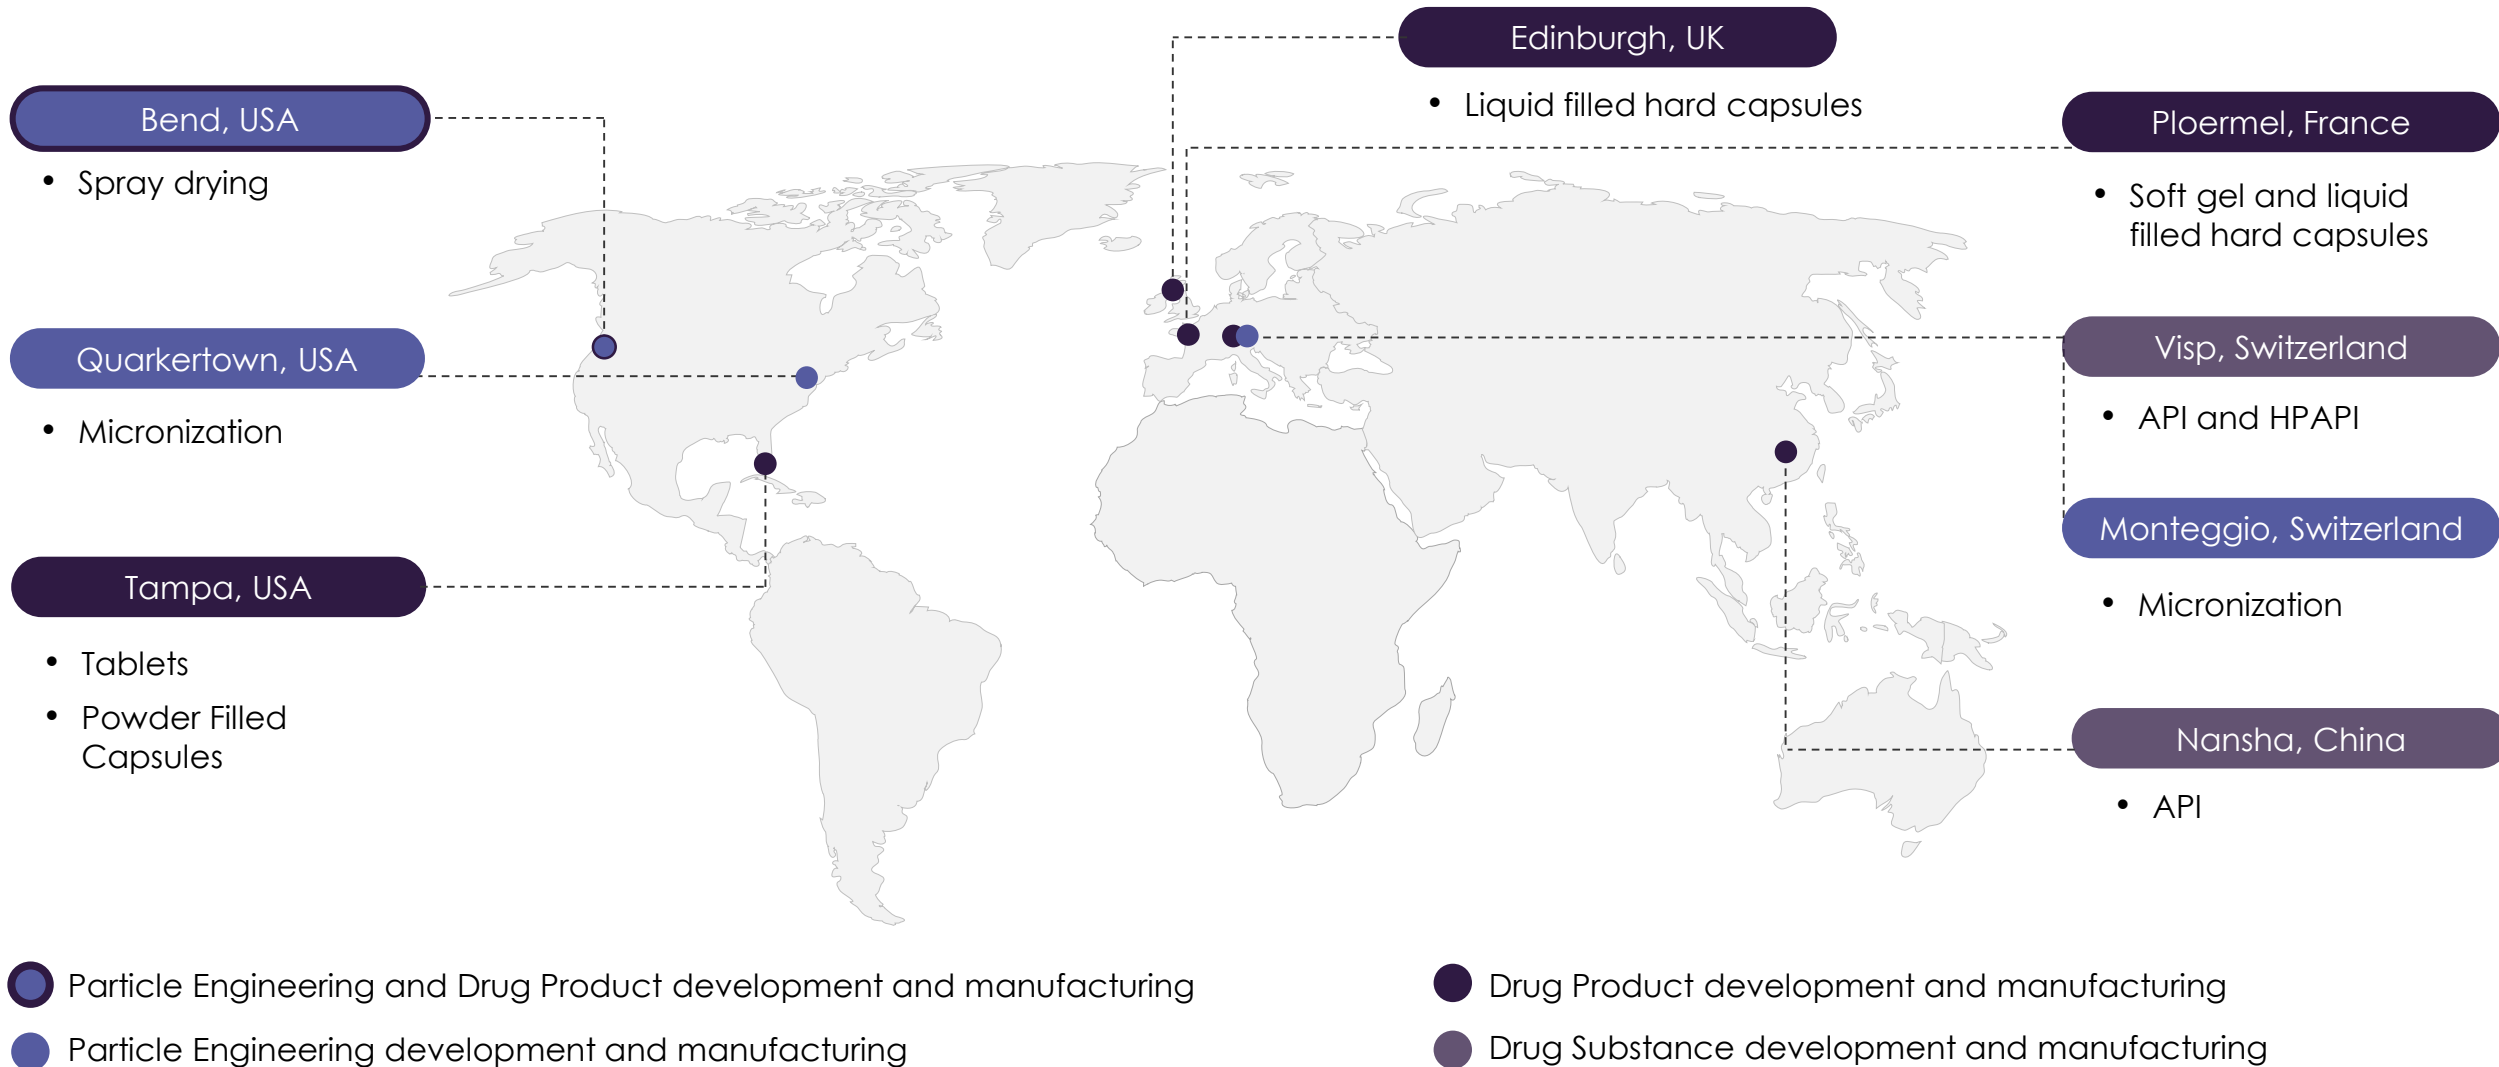 Edinburgh, UK
• Liquid filled hard capsules
Bend, USA
• Spray drying
Ploermel, France
• Soft gel and liquid
filled hard capsules
Quarkertown, USA
• Micronization
Visp, Switzerland
• API and HPAPI
Monteggio, Switzerland
• Micronization
Tampa, USA
• Tablets
• Powder Filled
Capsules
Nansha, China
• API
Particle Engineering and Drug Product development and manufacturing
Drug Product development and manufacturing
Particle Engineering development and manufacturing
Drug Substance development and manufacturing